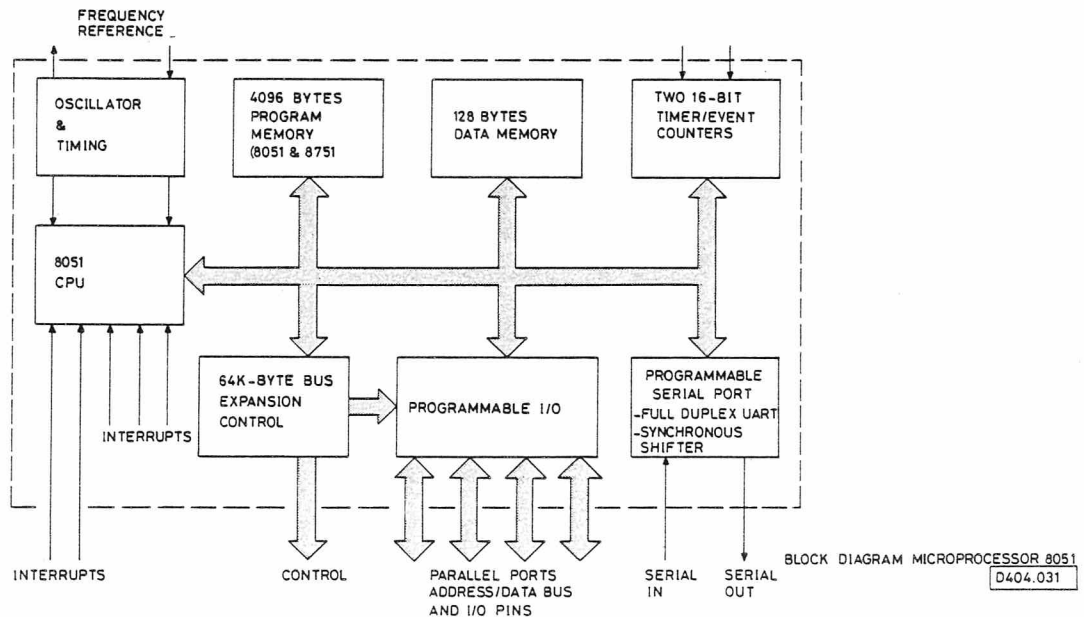 FREQUENCY
REFERENCE
OSCILLATOR
&
TIMING
4096 BYTES
PROGRAM
MEMORY
(8051 & 8751
128 BYTES
DATA MEMORY
TWO 16-BIT
TIMER/EVENT
COUNTERS
8051
CPU
64K-BYTE BUS
EXPANSION
CONTROL
PROGRAMMABLE I/O
PROGRAMMABLE
SERIAL PORT
-FULL DUPLEX UART
-SYNCHRONOUS
SHIFTER
INTERRUPTS
INTERRUPTS
CONTROL
PARALLEL PORTS
ADDRESS/DATA BUS
AND I/O PINS
SERIAL
IN
SERIAL
OUT
BLOCK DIAGRAM MICROPROCESSOR 8051
D404.031